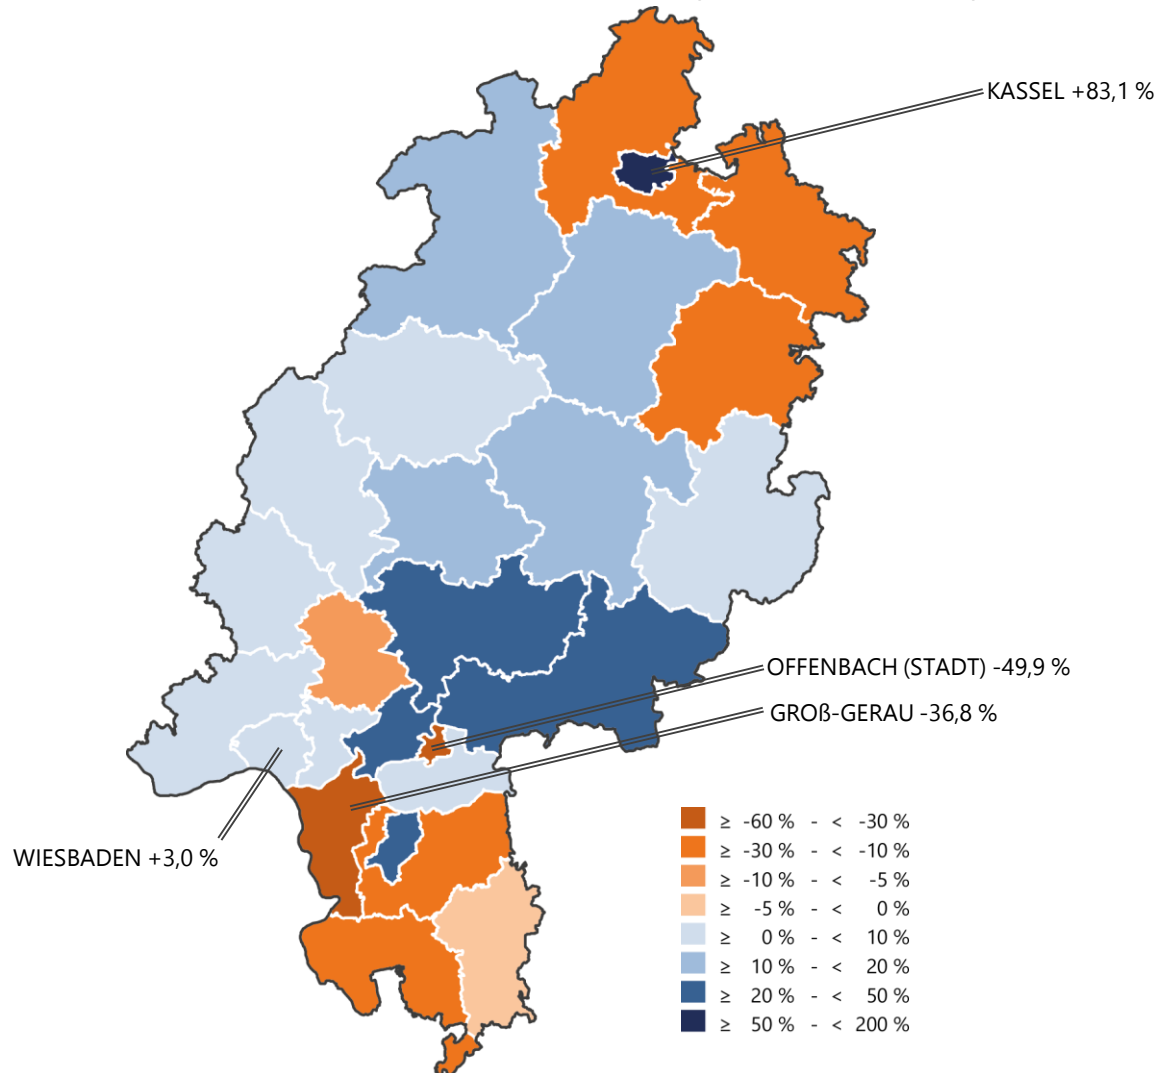 KASSEL +83,1 %
OFFENBACH (STADT) -49,9 %
GROß-GERAU -36,8 %
WIESBADEN +3,0 %
≥ -60 % - < -30 %
≥ -30 % - < -10 %
≥ -10 % - < -5 %
≥ -5 % - < 0 %
≥ 0 % - < 10 %
≥ 10 % - < 20 %
≥ 20 % - < 50 %
≥ 50 % - < 200 %